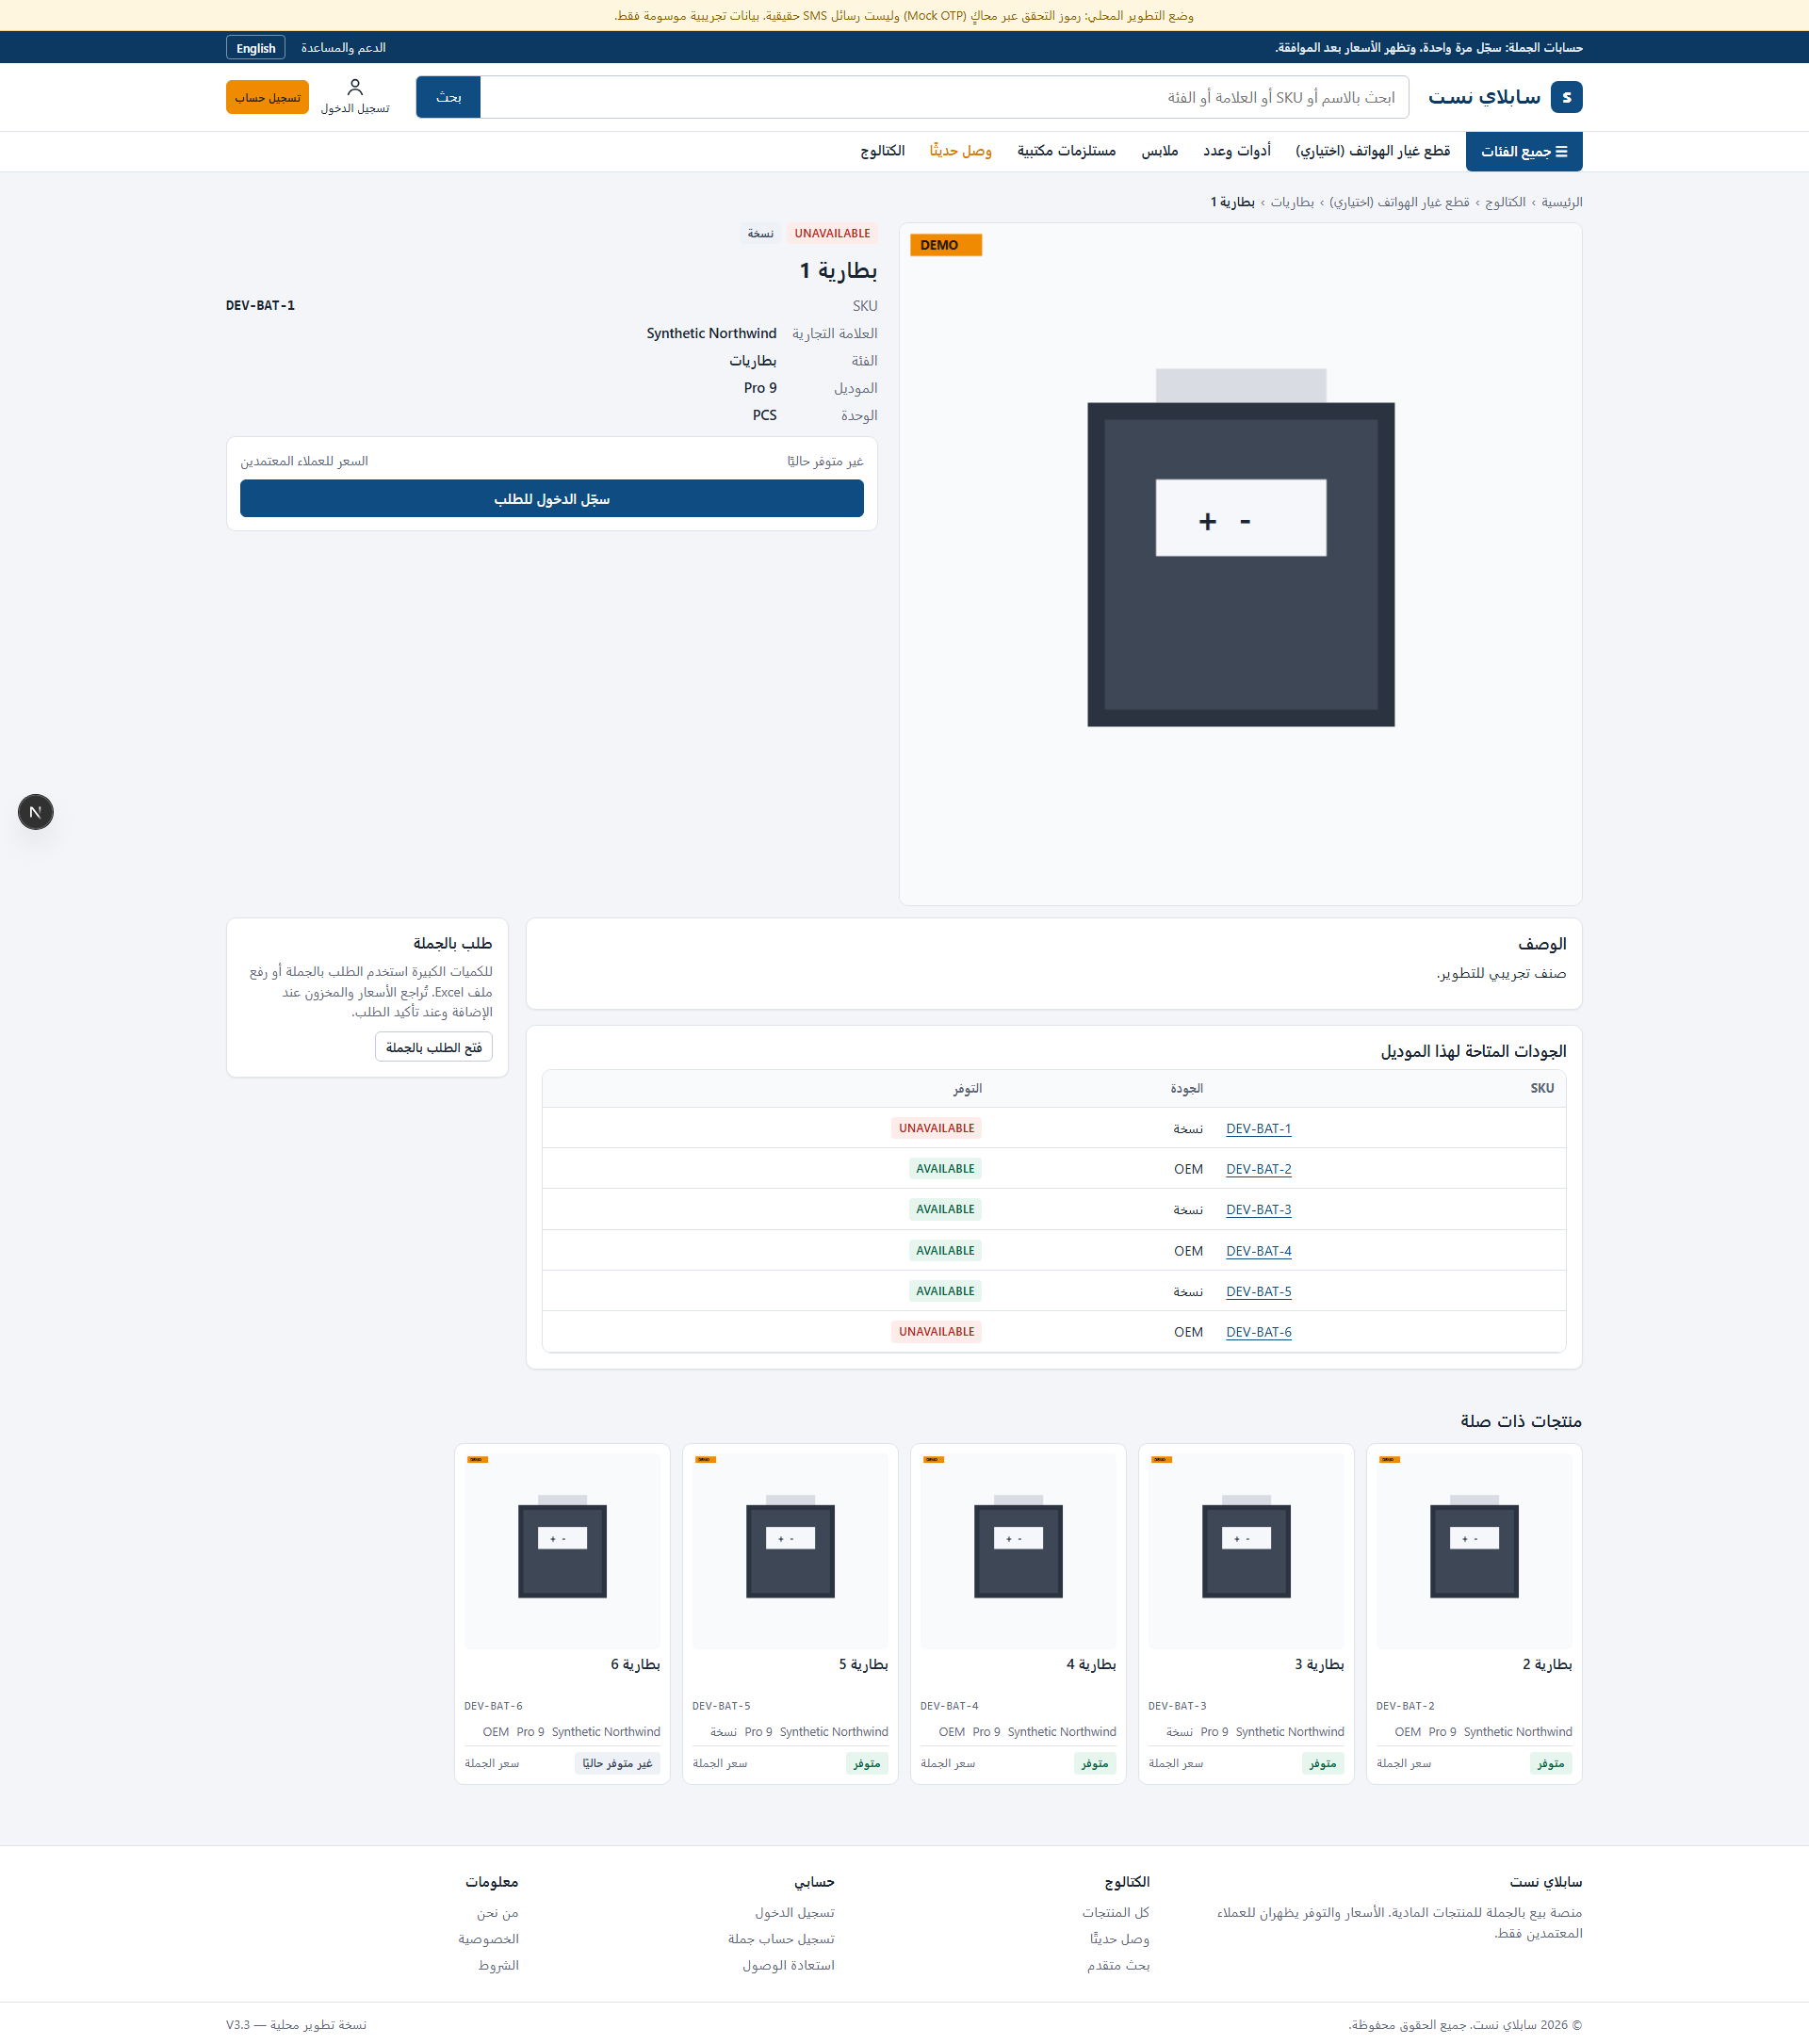 وضع التطوير المحلي: رموز التحقق عبر محاكٍ (Mock OTP) وليست رسائل SMS حقيقية. بيانات تجريبية موسومة فقط.
حسابات الجملة: سجّل مرة واحدة، وتظهر الأسعار بعد الموافقة.
الدعم والمساعدة
English
S
سابلاي نست
ابحث بالاسم أو SKU أو العلامة أو الفئة
بحث
تسجيل الدخول
تسجيل حساب
☰ جميع الفئات
قطع غيار الهواتف (اختياري)
أدوات وعدد
ملابس
مستلزمات مكتبية
وصل حديثًا
الكتالوج
الرئيسية › الكتالوج › قطع غيار الهواتف (اختياري) › بطاريات › بطارية 1
DEMO
+ -
UNAVAILABLE
نسخة
بطارية 1
SKU DEV-BAT-1
العلامة التجارية Synthetic Northwind
الفئة بطاريات
الموديل Pro 9
الوحدة PCS
غير متوفر حاليًا
السعر للعملاء المعتمدين
سجّل الدخول للطلب
N
الوصف
صنف تجريبي للتطوير.
طلب بالجملة
للكميات الكبيرة استخدم الطلب بالجملة أو رفع
ملف Excel. تُراجع الأسعار والمخزون عند
الإضافة وعند تأكيد الطلب.
فتح الطلب بالجملة
الجودات المتاحة لهذا الموديل
SKU الجودة التوفر
DEV-BAT-1 نسخة UNAVAILABLE
DEV-BAT-2 OEM AVAILABLE
DEV-BAT-3 نسخة AVAILABLE
DEV-BAT-4 OEM AVAILABLE
DEV-BAT-5 نسخة AVAILABLE
DEV-BAT-6 OEM UNAVAILABLE
منتجات ذات صلة
DEMO
+ -
بطارية 2
DEV-BAT-2
Synthetic Northwind Pro 9 OEM
متوفر سعر الجملة
DEMO
+ -
بطارية 3
DEV-BAT-3
Synthetic Northwind Pro 9 نسخة
متوفر سعر الجملة
DEMO
+ -
بطارية 4
DEV-BAT-4
Synthetic Northwind Pro 9 OEM
متوفر سعر الجملة
DEMO
+ -
بطارية 5
DEV-BAT-5
Synthetic Northwind Pro 9 نسخة
متوفر سعر الجملة
DEMO
+ -
بطارية 6
DEV-BAT-6
Synthetic Northwind Pro 9 OEM
غير متوفر حاليًا سعر الجملة
سابلاي نست
منصة بيع بالجملة للمنتجات المادية. الأسعار والتوفر يظهران للعملاء
المعتمدين فقط.
الكتالوج
كل المنتجات
وصل حديثًا
بحث متقدم
حسابي
تسجيل الدخول
تسجيل حساب جملة
استعادة الوصول
معلومات
من نحن
الخصوصية
الشروط
© 2026 سابلاي نست. جميع الحقوق محفوظة.
نسخة تطوير محلية — V3.3